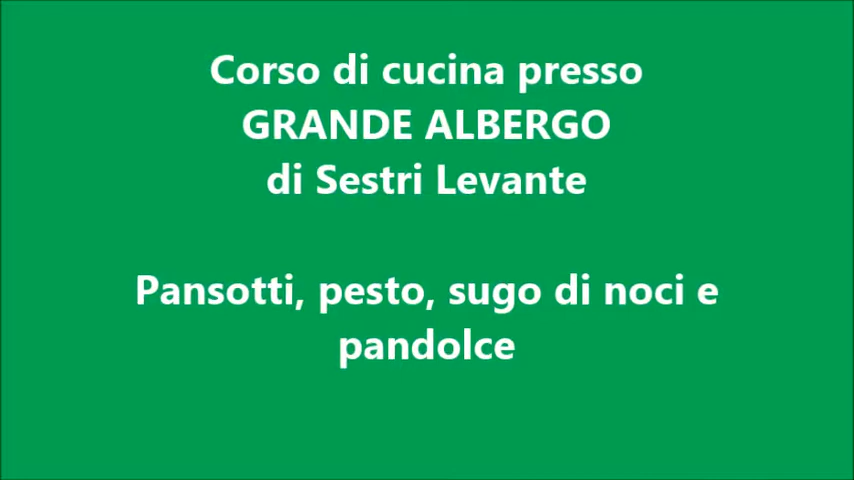 Corso di cucina presso
GRANDE ALBERGO
di Sestri Levante
Pansotti, pesto, sugo di noci e
pandolce